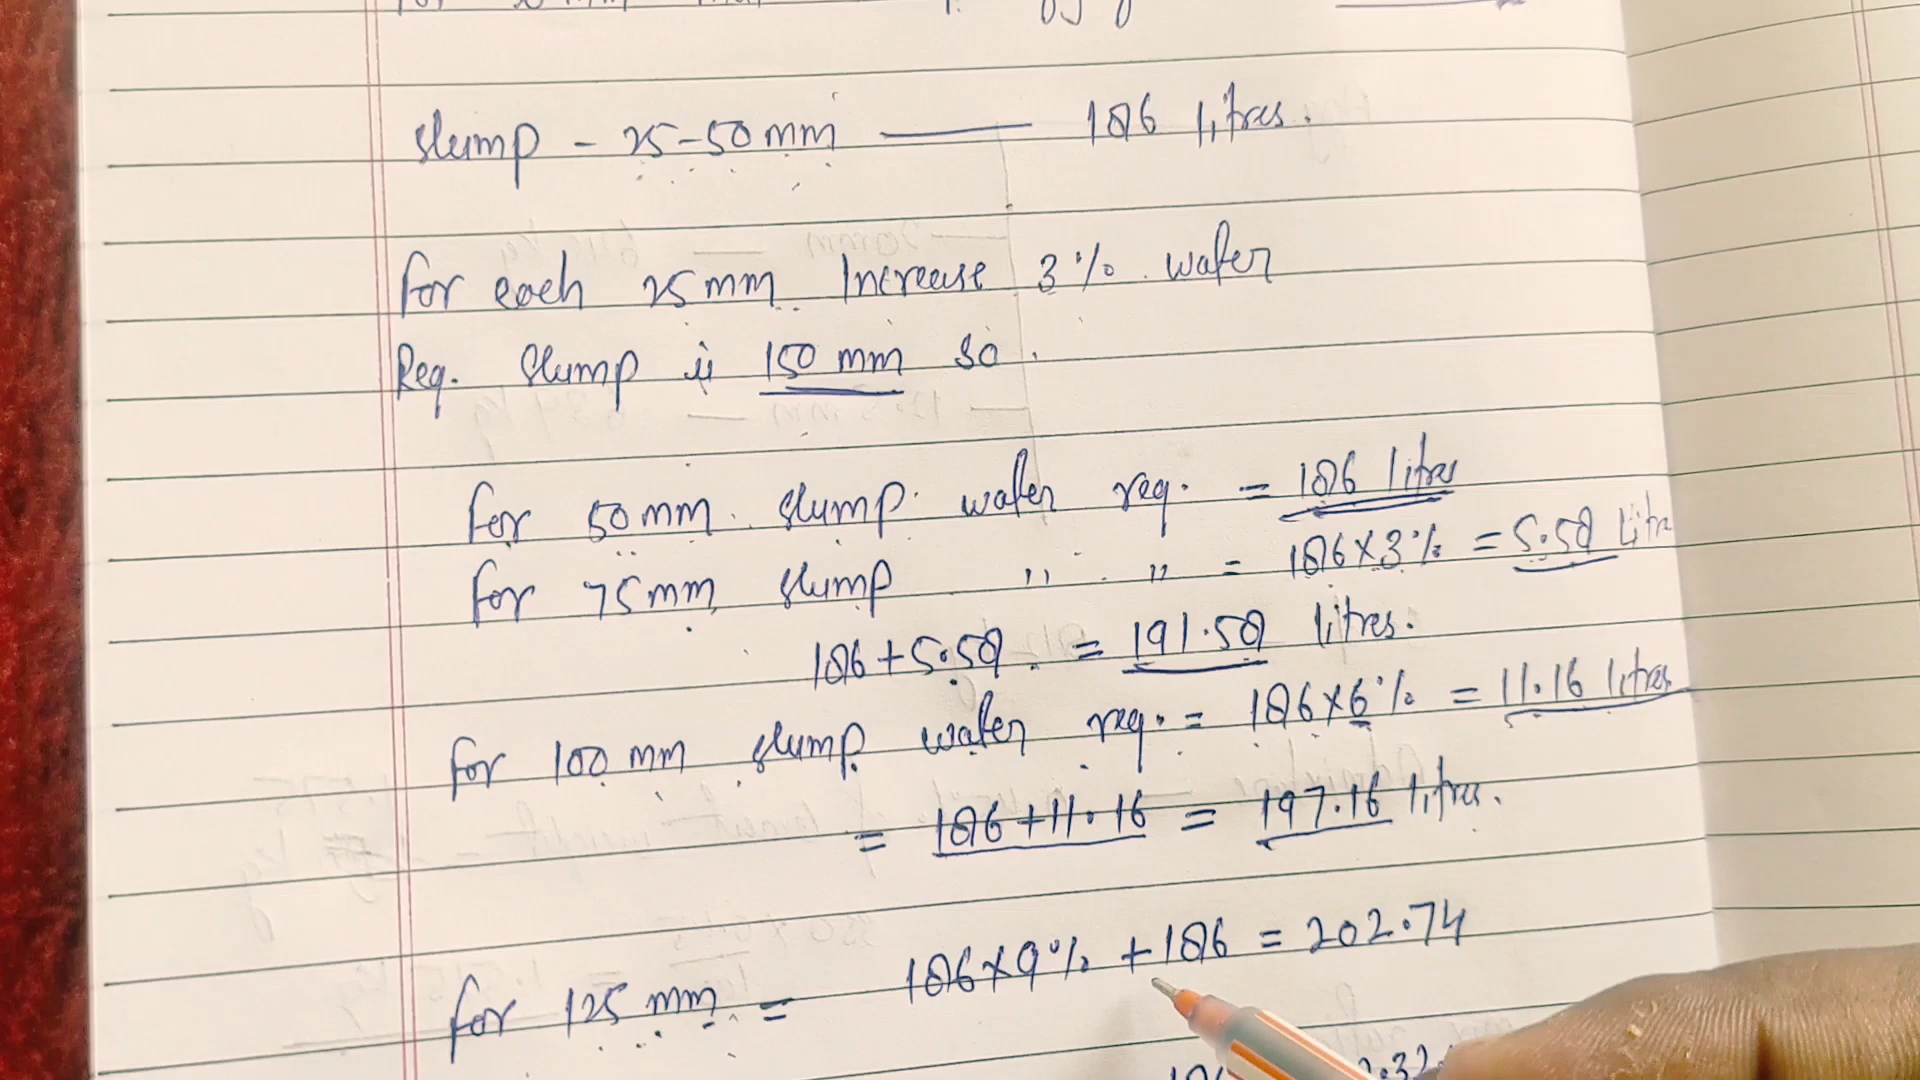 slump - 25-50mm —— 186 litres.
for each 25mm Increase 3% water
Req. slump is 150 mm so
for 50mm slump water req. = 186 litres
for 75mm slump " " = 186×3% = 5.58 Litre
186+5.58 = 191.58 litres.
for 100 mm slump water req. = 186×6% = 11.16 litres
= 186+11.16 = 197.16 litres.
for 125 mm = 186×9% +186 = 202.74